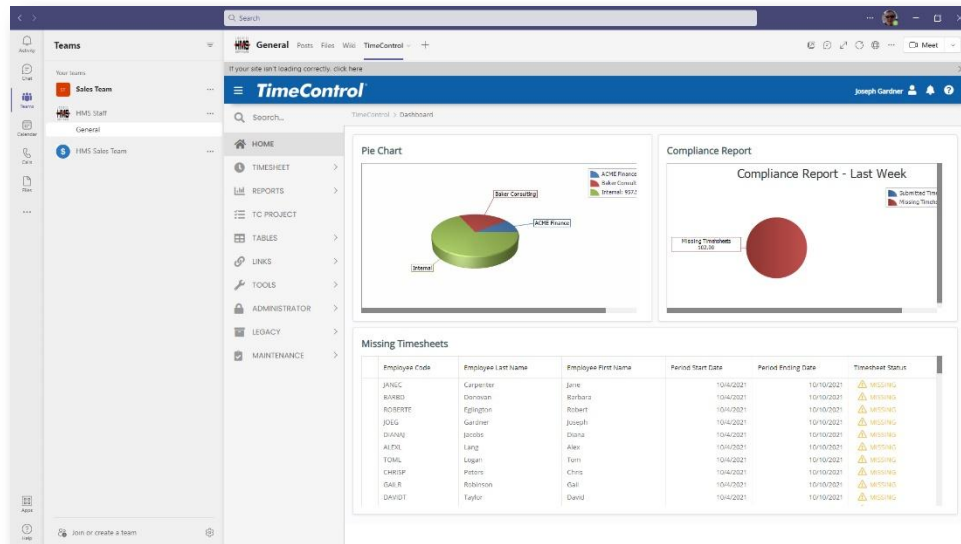 Search
Activity
Chat
Teams
Calendar
Calls
Files
Apps
Help
Teams
Your teams
Sales Team
HMS Staff
General
S HMS Sales Team
Join or create a team
HMS General Posts Files Wiki TimeControl
Meet
If your site isn't loading correctly, click here
TimeControl
Joseph Gardner
Search...
HOME
TIMESHEET
REPORTS
TC PROJECT
TABLES
LINKS
TOOLS
ADMINISTRATOR
LEGACY
MAINTENANCE
TimeControl > Dashboard
Pie Chart
ACME Finance
Baker Consult
Internal: 9372
Baker Consulting
ACME Finance
Internal
Compliance Report
Compliance Report - Last Week
Submitted Time
Missing Timeshe
Missing Timesheets
102.00
Missing Timesheets
Employee Code Employee Last Name Employee First Name Period Start Date Period Ending Date Timesheet Status
JANEC Carpenter Jane 10/4/2021 10/10/2021 MISSING
BARBD Donovan Barbara 10/4/2021 10/10/2021 MISSING
ROBERTE Eglington Robert 10/4/2021 10/10/2021 MISSING
JOEG Gardner Joseph 10/4/2021 10/10/2021 MISSING
DIANAJ Jacobs Diana 10/4/2021 10/10/2021 MISSING
ALEXL Lang Alex 10/4/2021 10/10/2021 MISSING
TOML Logan Tom 10/4/2021 10/10/2021 MISSING
CHRISP Peters Chris 10/4/2021 10/10/2021 MISSING
GAILR Robinson Gail 10/4/2021 10/10/2021 MISSING
DAVIDT Taylor David 10/4/2021 10/10/2021 MISSING